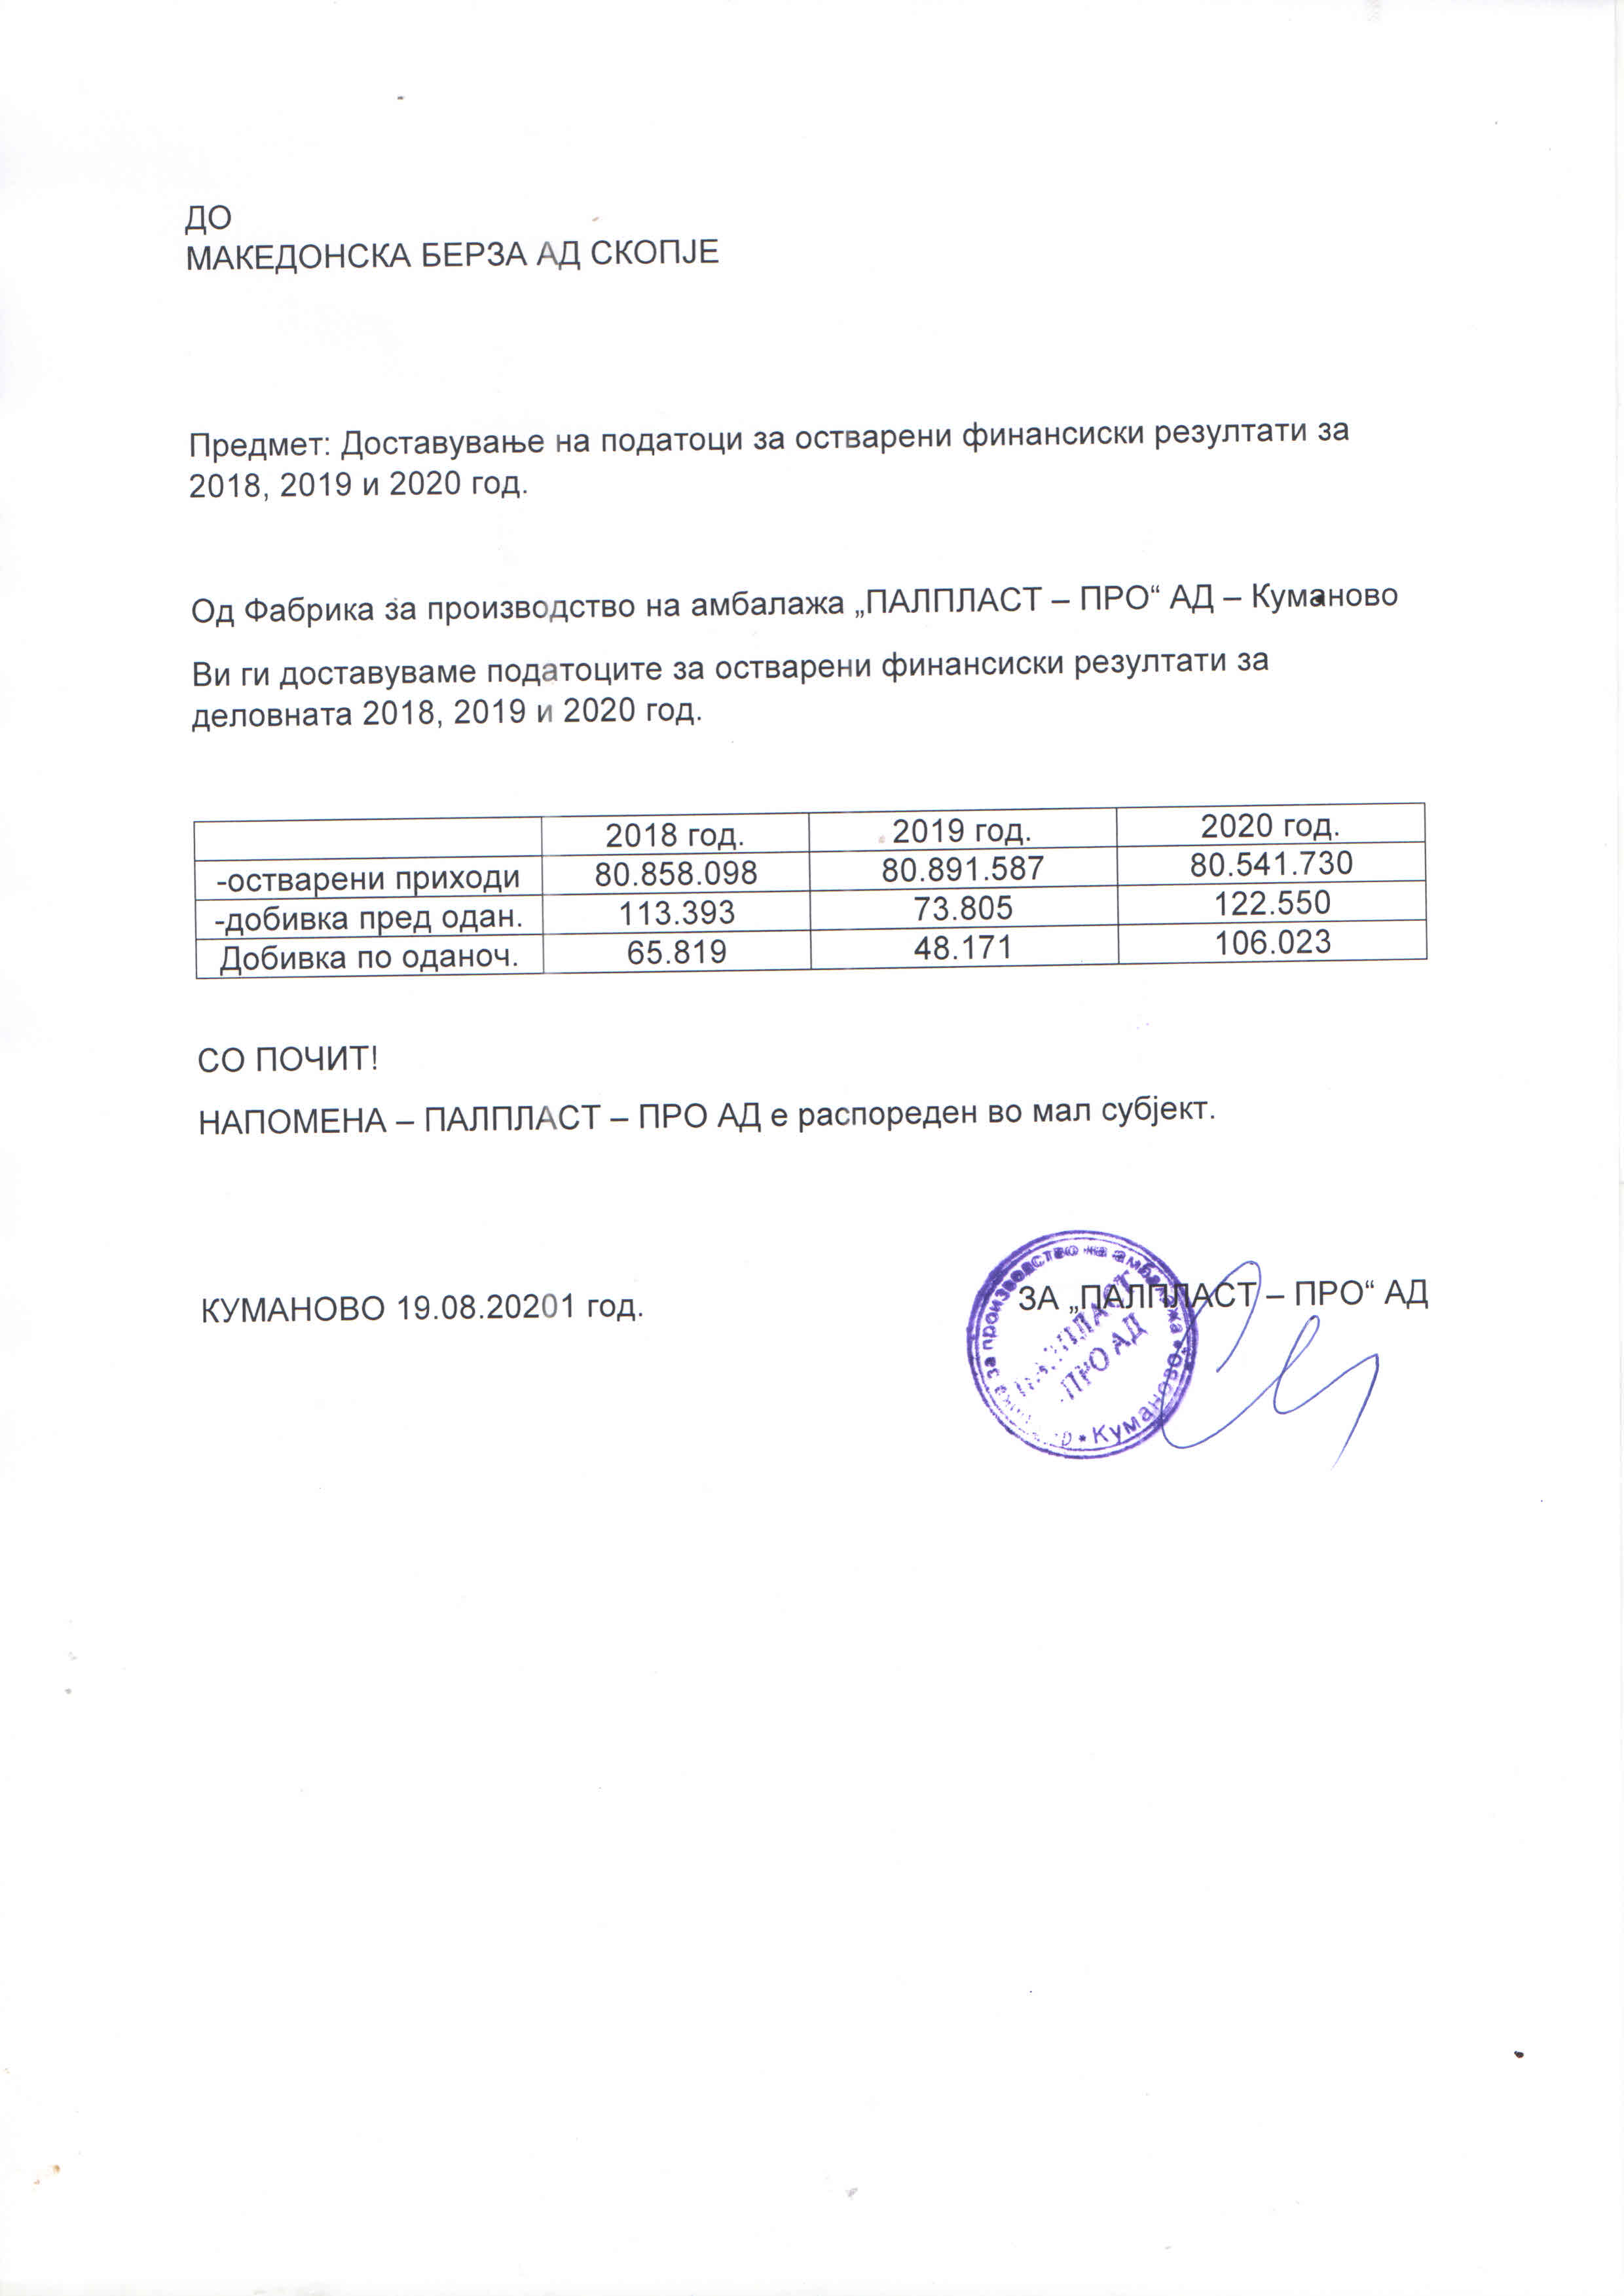 ДО
МАКЕДОНСКА БЕРЗА АД СКОПЈЕ
Предмет: Доставување на податоци за остварени финансиски резултати за
2018, 2019 и 2020 год.
Од Фабрика за производство на амбалажа „ПАЛПЛАСТ – ПРО“ АД – Куманово
Ви ги доставуваме податоците за остварени финансиски резултати за
деловната 2018, 2019 и 2020 год.
2018 год. 2019 год. 2020 год.
-остварени приходи 80.858.098 80.891.587 80.541.730
-добивка пред одан. 113.393 73.805 122.550
Добивка по оданоч. 65.819 48.171 106.023
СО ПОЧИТ!
НАПОМЕНА – ПАЛПЛАСТ – ПРО АД е распореден во мал субјект.
КУМАНОВО 19.08.20201 год.
ЗА „ПАЛПЛАСТ – ПРО“ АД
за производство на амбалажа • Куманово •
ПАЛПЛАСТ
ПРО АД